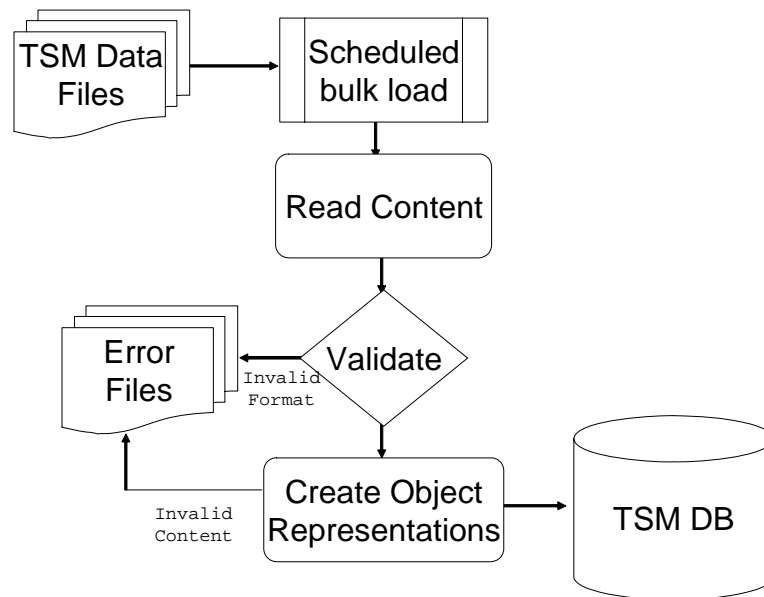 TSM Data
Files
Scheduled
bulk load
Read Content
Validate
Error
Files
Invalid
Format
Create Object
Representations
Invalid
Content
TSM DB